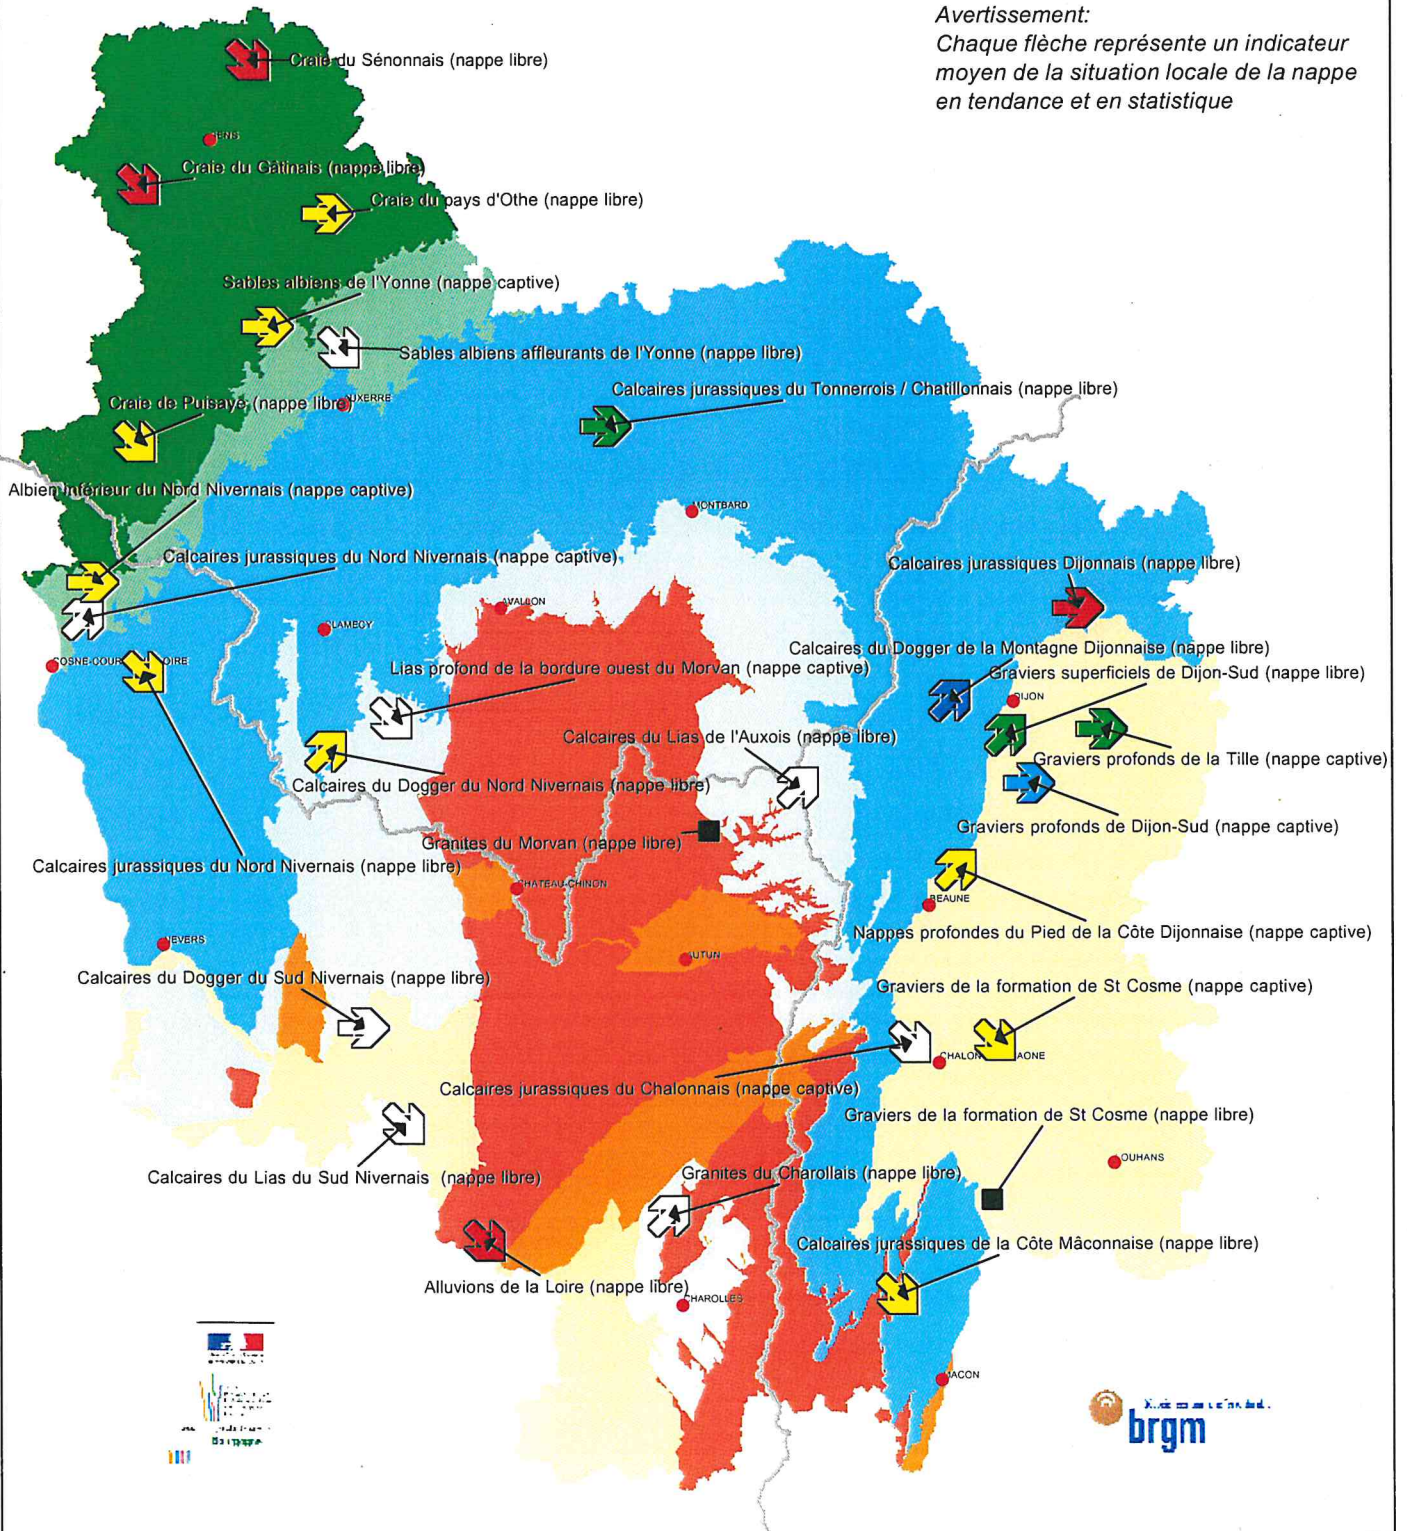 Avertissement:
Chaque flèche représente un indicateur
moyen de la situation locale de la nappe
en tendance et en statistique
Craie du Sénonnais (nappe libre)
Craie du Gâtinais (nappe libre)
Craie du pays d'Othe (nappe libre)
Sables albiens de l'Yonne (nappe captive)
Sables albiens affleurants de l'Yonne (nappe libre)
Calcaires jurassiques du Tonnerrois / Chatillonnais (nappe libre)
Craie de Puisaye (nappe libre)
UXERRE
Albien inférieur du Nord Nivernais (nappe captive)
MONTBARD
Calcaires jurassiques du Nord Nivernais (nappe captive)
Calcaires jurassiques Dijonnais (nappe libre)
AVALLON
CLAMECY
Calcaires du Dogger de la Montagne Dijonnaise (nappe libre)
COSNE-COUR OIRE
Lias profond de la bordure ouest du Morvan (nappe captive)
Graviers superficiels de Dijon-Sud (nappe libre)
DIJON
Calcaires du Lias de l'Auxois (nappe libre)
Graviers profonds de la Tille (nappe captive)
Calcaires du Dogger du Nord Nivernais (nappe libre)
Graviers profonds de Dijon-Sud (nappe captive)
Granites du Morvan (nappe libre)
Calcaires jurassiques du Nord Nivernais (nappe libre)
CHATEAU-CHINON
BEAUNE
Nappes profondes du Pied de la Côte Dijonnaise (nappe captive)
NEVERS
AUTUN
Calcaires du Dogger du Sud Nivernais (nappe libre)
Graviers de la formation de St Cosme (nappe captive)
CHALON AONE
Calcaires jurassiques du Chalonnais (nappe captive)
Graviers de la formation de St Cosme (nappe libre)
OUHANS
Calcaires du Lias du Sud Nivernais (nappe libre)
Granites du Charollais (nappe libre)
Calcaires jurassiques de la Côte Mâconnaise (nappe libre)
Alluvions de la Loire (nappe libre)
CHAROLLES
MACON
brgm